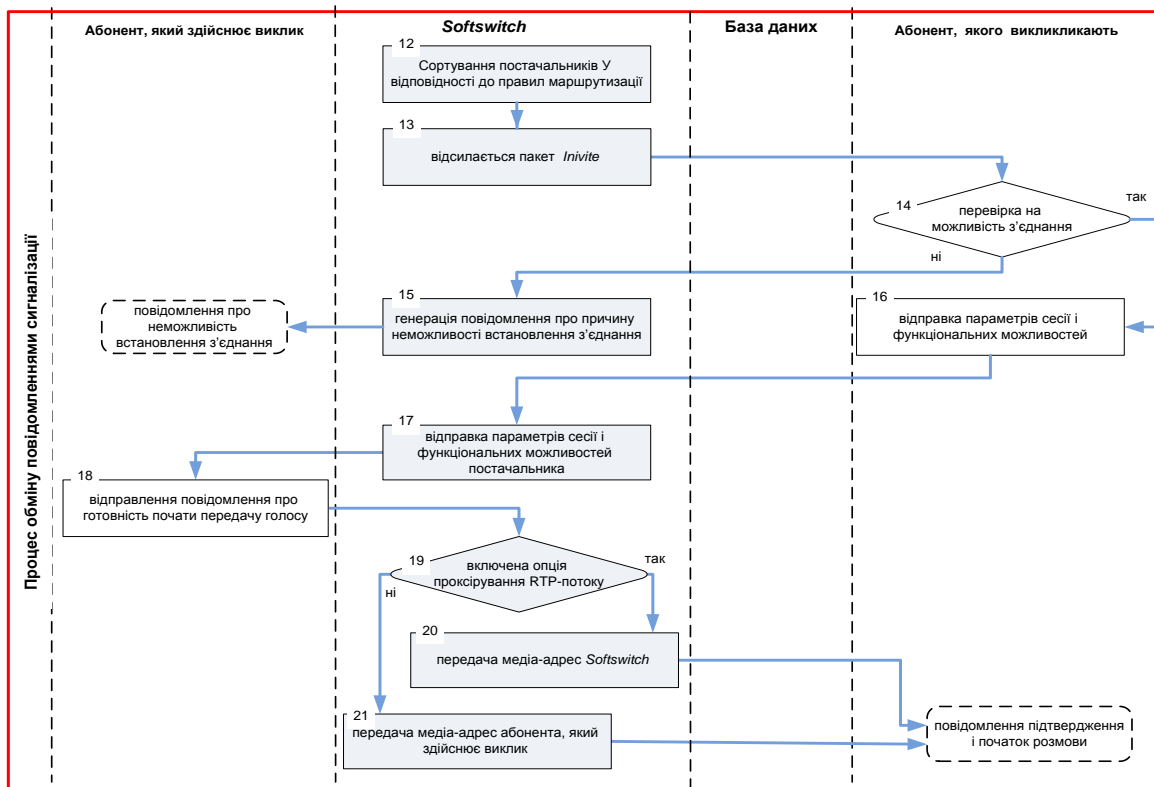 Процес обміну повідомленнями сигналізації
Абонент, який здійснює виклик
Softswitch
База даних
Абонент, якого викликликають
12
Сортування постачальників У
відповідності до правил маршрутизації
13
відсилається пакет Inivite
14
перевірка на
можливість з’єднання
так
ні
15
генерація повідомлення про причину
неможливості встановлення з’єднання
повідомлення про
неможливість
встановлення з’єднання
16
відправка параметрів сесії і
функціональних можливостей
17
відправка параметрів сесії і
функціональних можливостей
постачальника
18
відправлення повідомлення про
готовність почати передачу голосу
19
включена опція
проксірування RTP-потоку
так
ні
20
передача медіа-адрес Softswitch
21
передача медіа-адрес абонента, який
здійснює виклик
повідомлення підтвердження
і початок розмови